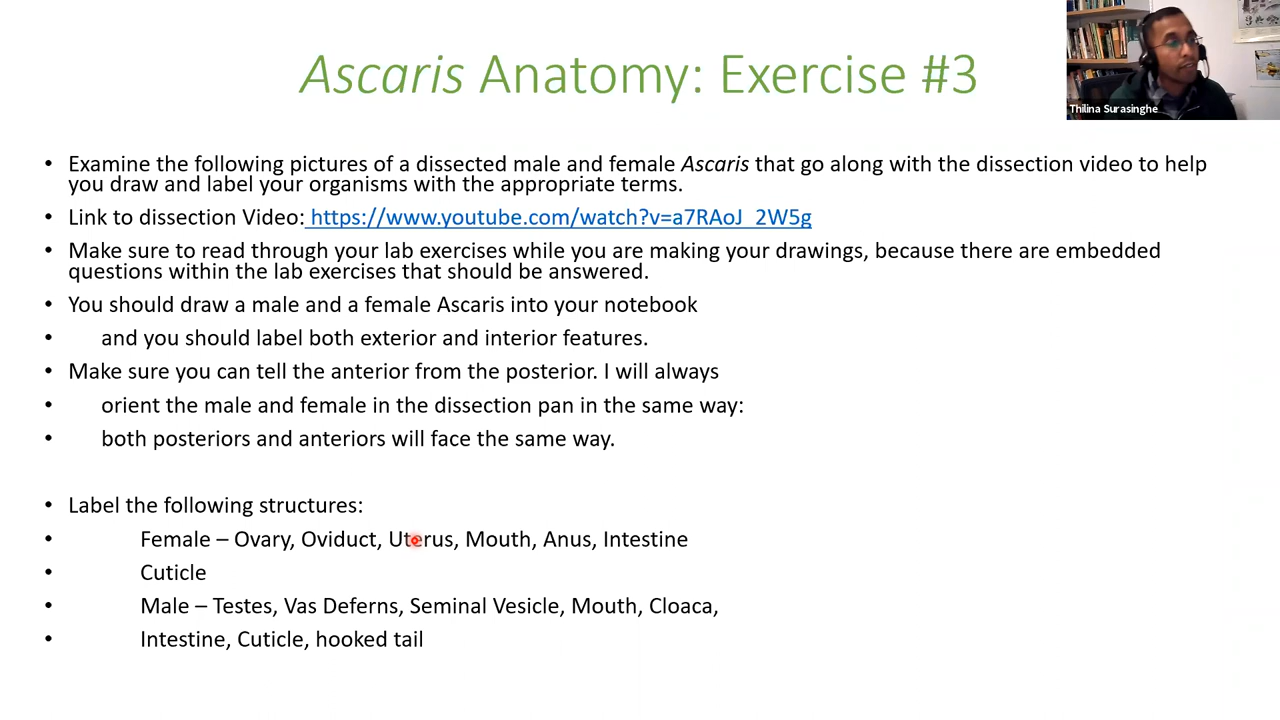 Ascaris Anatomy: Exercise #3
Thilina Surasinghe
• Examine the following pictures of a dissected male and female Ascaris that go along with the dissection video to help
you draw and label your organisms with the appropriate terms.
• Link to dissection Video: https://www.youtube.com/watch?v=a7RAoJ_2W5g
• Make sure to read through your lab exercises while you are making your drawings, because there are embedded
questions within the lab exercises that should be answered.
• You should draw a male and a female Ascaris into your notebook
• and you should label both exterior and interior features.
• Make sure you can tell the anterior from the posterior. I will always
• orient the male and female in the dissection pan in the same way:
• both posteriors and anteriors will face the same way.
• Label the following structures:
• Female – Ovary, Oviduct, Uterus, Mouth, Anus, Intestine
• Cuticle
• Male – Testes, Vas Deferns, Seminal Vesicle, Mouth, Cloaca,
• Intestine, Cuticle, hooked tail